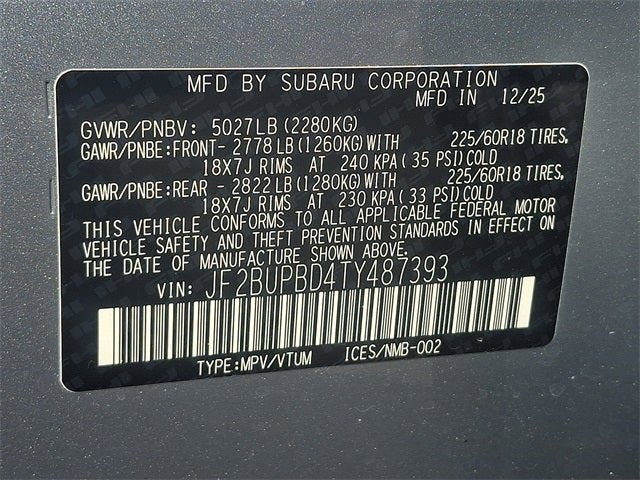 MFD BY SUBARU CORPORATION
MFD IN 12/25
GVWR/PNBV: 5027LB (2280KG)
GAWR/PNBE:FRONT- 2778 LB (1260KG) WITH 225/60R18 TIRES,
18X7J RIMS AT 240 KPA( 35 PSI) COLD
GAWR/PNBE:REAR - 2822 LB (1280KG) WITH 225/60R18 TIRES,
18X7J RIMS AT 230 KPA( 33 PSI) COLD
THIS VEHICLE CONFORMS TO ALL APPLICABLE FEDERAL MOTOR
VEHICLE SAFETY AND THEFT PREVENTION STANDARDS IN EFFECT ON
THE DATE OF MANUFACTURE SHOWN ABOVE.
VIN: JF2BUPBD4TY487393
TYPE:MPV/VTUM ICES/NMB-002